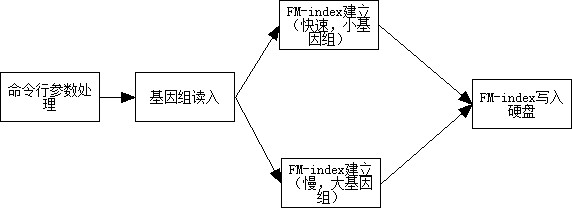 命令行参数处
理
基因组读入
FM-index建立
(快速，小基
因组)
FM-index建立
(慢，大基因
组)
FM-index写入
硬盘